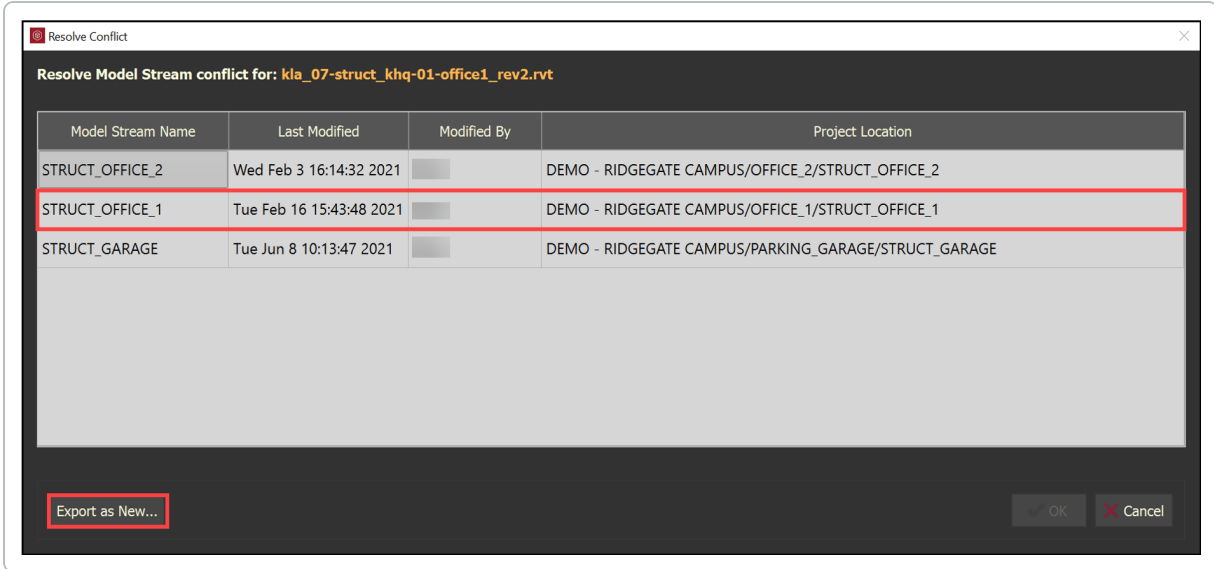 Resolve Conflict
Resolve Model Stream conflict for: kla_07-struct_khq-01-office1_rev2.rvt
Model Stream Name Last Modified Modified By Project Location
STRUCT_OFFICE_2 Wed Feb 3 16:14:32 2021 DEMO - RIDGEGATE CAMPUS/OFFICE_2/STRUCT_OFFICE_2
STRUCT_OFFICE_1 Tue Feb 16 15:43:48 2021 DEMO - RIDGEGATE CAMPUS/OFFICE_1/STRUCT_OFFICE_1
STRUCT_GARAGE Tue Jun 8 10:13:47 2021 DEMO - RIDGEGATE CAMPUS/PARKING_GARAGE/STRUCT_GARAGE
Export as New... OK Cancel